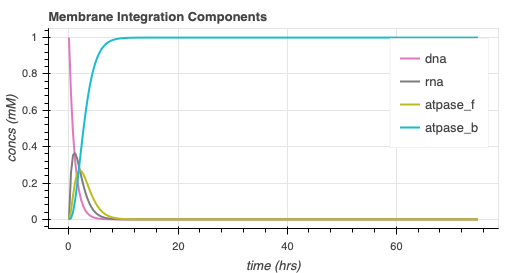 Membrane Integration Components
concs (mM)
1
0.8
0.6
0.4
0.2
0
0
20
40
60
time (hrs)
dna
rna
atpase_f
atpase_b